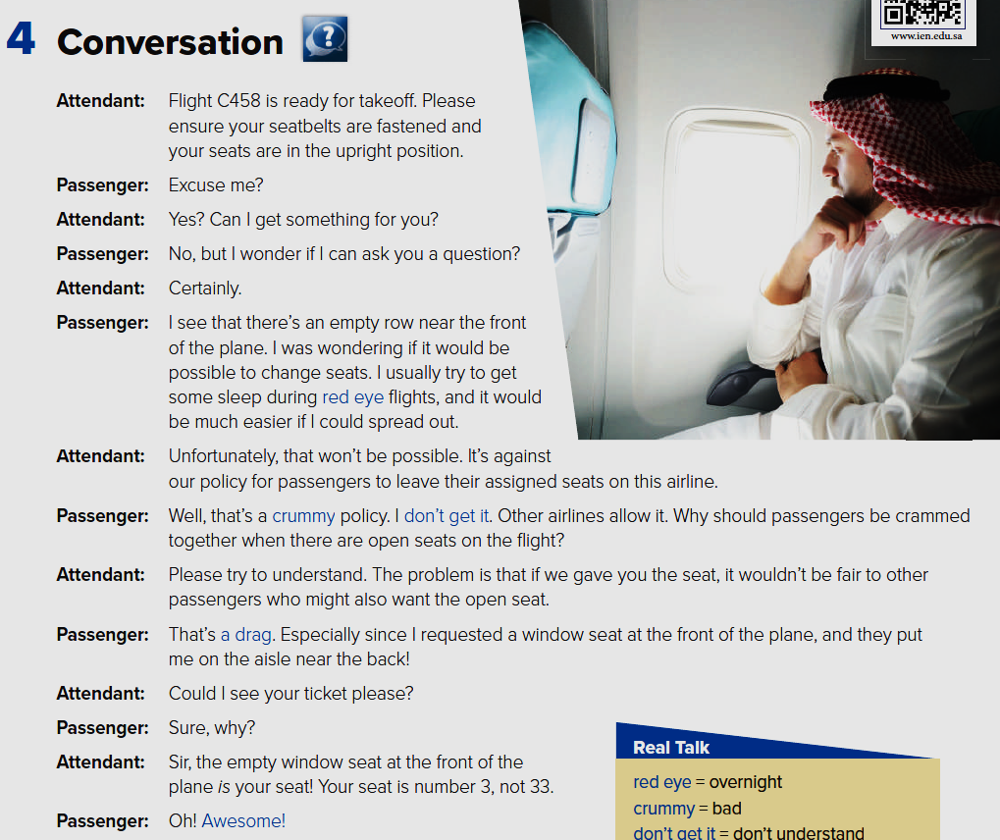 www.ien.edu.sa
4 Conversation
Attendant: Flight C458 is ready for takeoff. Please
ensure your seatbelts are fastened and
your seats are in the upright position.
Passenger: Excuse me?
Attendant: Yes? Can I get something for you?
Passenger: No, but I wonder if I can ask you a question?
Attendant: Certainly.
Passenger: I see that there's an empty row near the front
of the plane. I was wondering if it would be
possible to change seats. I usually try to get
some sleep during red eye flights, and it would
be much easier if I could spread out.
Attendant: Unfortunately, that won't be possible. It's against
our policy for passengers to leave their assigned seats on this airline.
Passenger: Well, that's a crummy policy. I don't get it. Other airlines allow it. Why should passengers be crammed
together when there are open seats on the flight?
Attendant: Please try to understand. The problem is that if we gave you the seat, it wouldn't be fair to other
passengers who might also want the open seat.
Passenger: That's a drag. Especially since I requested a window seat at the front of the plane, and they put
me on the aisle near the back!
Attendant: Could I see your ticket please?
Passenger: Sure, why?
Attendant: Sir, the empty window seat at the front of the
plane is your seat! Your seat is number 3, not 33.
Passenger: Oh! Awesome!
Real Talk
red eye = overnight
crummy = bad
don't get it = don't understand